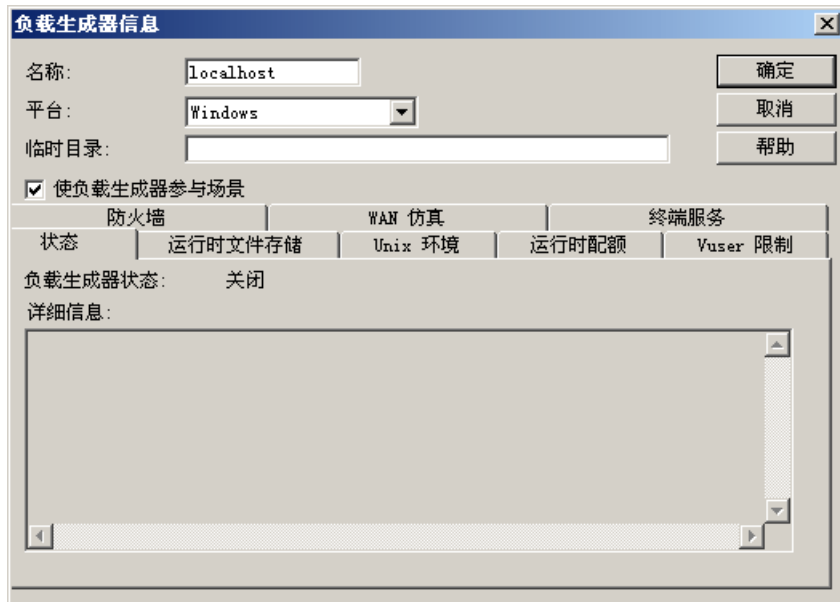 负载生成器信息
名称: localhost 确定
平台: Windows 取消
临时目录: 帮助
使负载生成器参与场景
防火墙 WAN 仿真 终端服务
状态 运行时文件存储 Unix 环境 运行时配额 Vuser 限制
负载生成器状态: 关闭
详细信息: